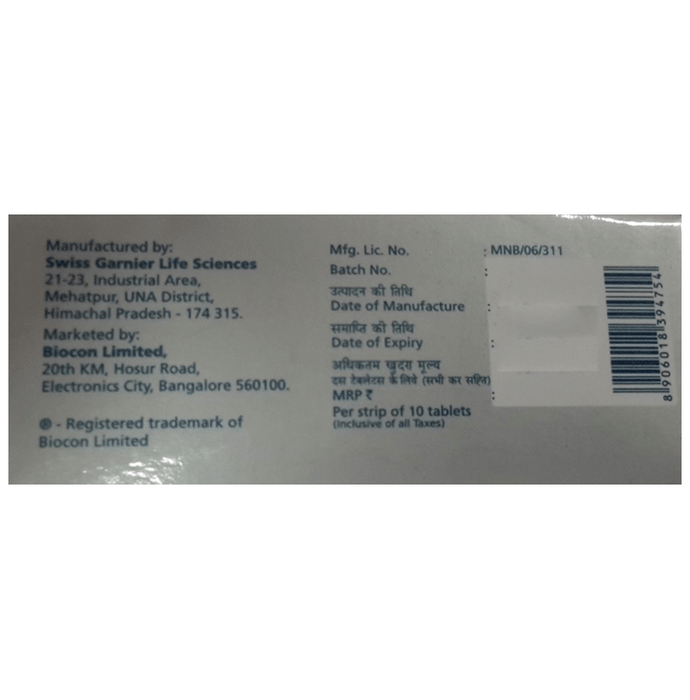 Manufactured by:
Swiss Garnier Life Sciences
21-23, Industrial Area,
Mehatpur, UNA District,
Himachal Pradesh - 174 315.
Marketed by:
Biocon Limited,
20th KM, Hosur Road,
Electronics City, Bangalore 560100.
® - Registered trademark of
Biocon Limited
Mfg. Lic. No. : MNB/06/311
Batch No. :
उत्पादन की तिथि
Date of Manufacture :
समाप्ति की तिथि
Date of Expiry :
अधिकतम खुदरा मूल्य
दस टेबलेटस के लिये (सभी कर सहित)
MRP ₹ :
Per strip of 10 tablets
(Inclusive of all Taxes)
8 906018 394754